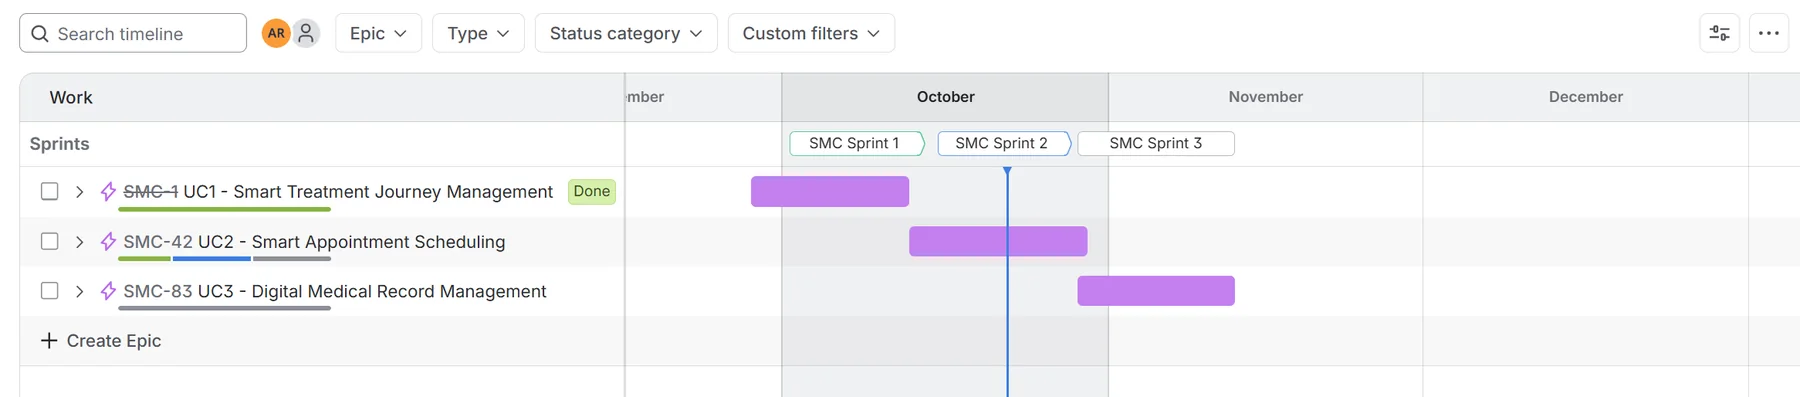 Search timeline AR Epic Type Status category Custom filters
Work ember October November December
Sprints SMC Sprint 1 SMC Sprint 2 SMC Sprint 3
SMC-1 UC1 - Smart Treatment Journey Management Done
SMC-42 UC2 - Smart Appointment Scheduling
SMC-83 UC3 - Digital Medical Record Management
+ Create Epic